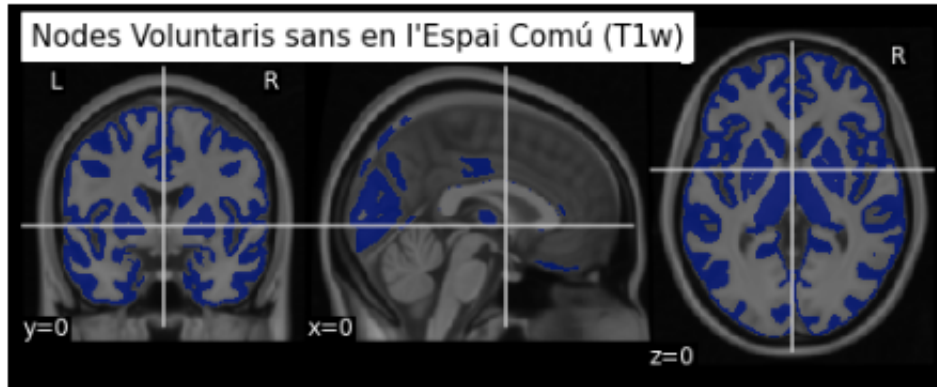 Nodes Voluntaris sans en l'Espai Comú (T1w)
L R
R
y=0
x=0
z=0